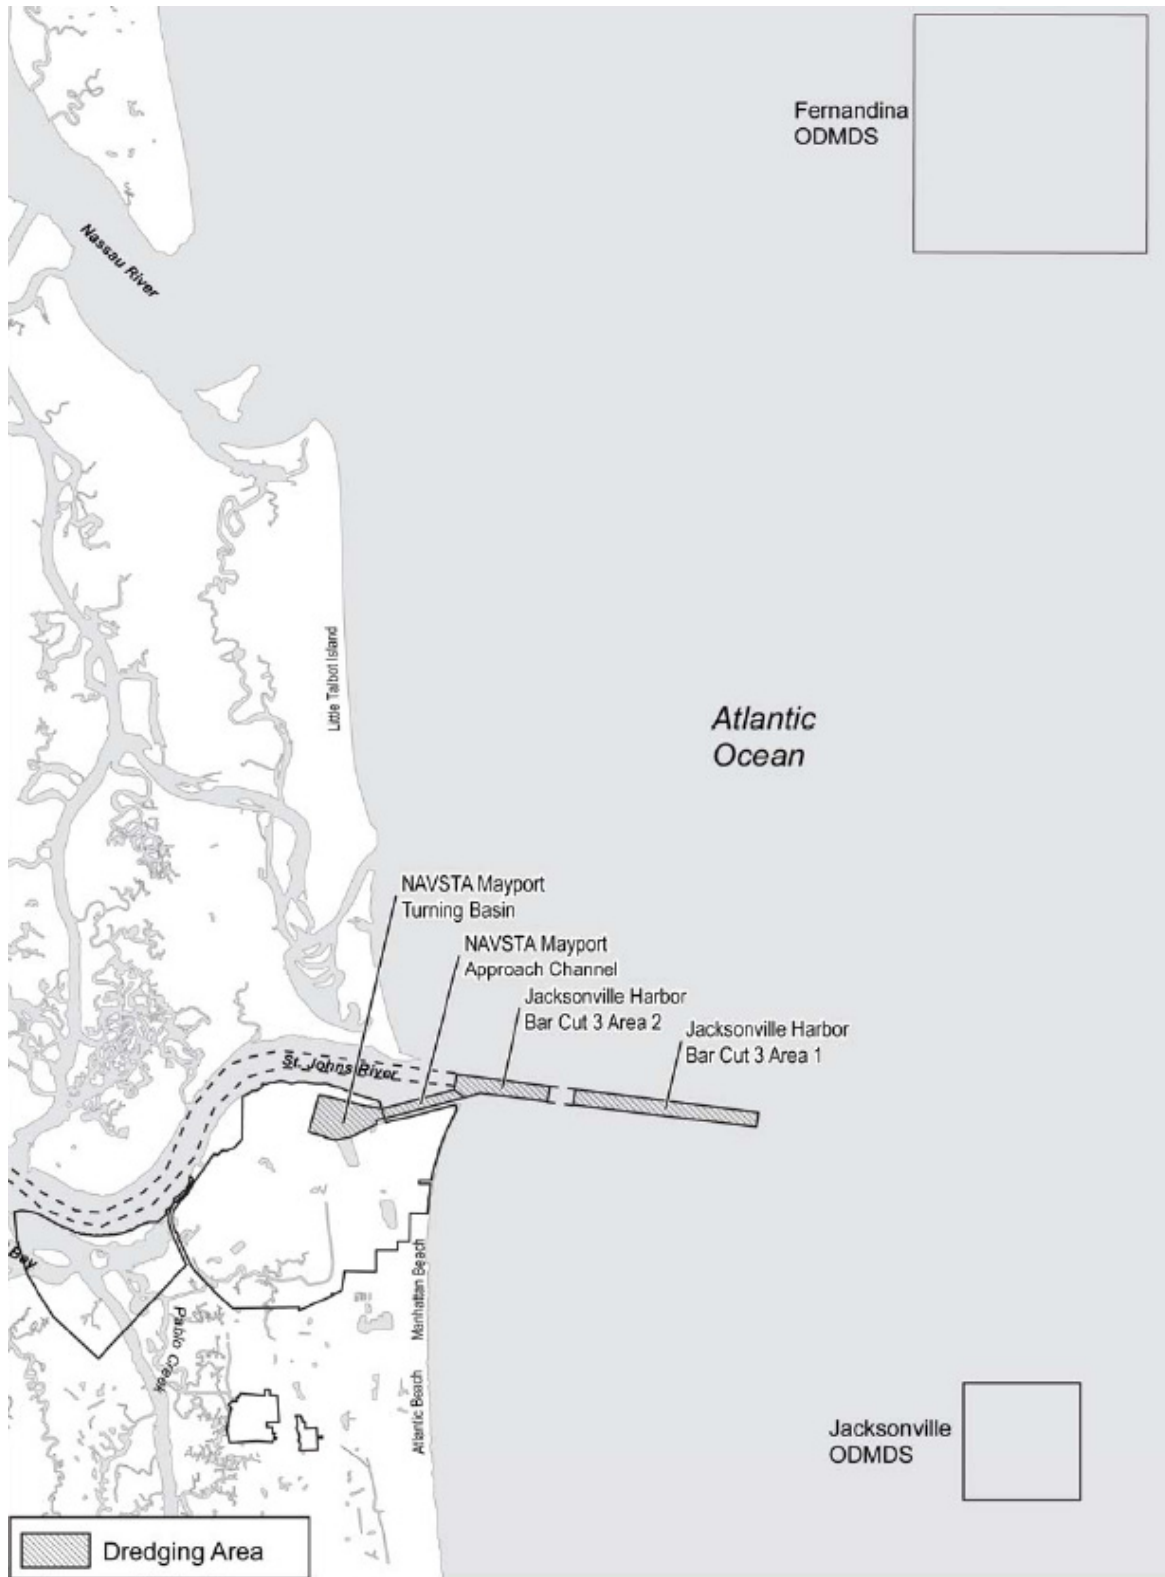 Fernandina
ODMDS
Nassau River
Little Talbot Island
Atlantic
Ocean
NAVSTA Mayport
Turning Basin
NAVSTA Mayport
Approach Channel
Jacksonville Harbor
Bar Cut 3 Area 2
Jacksonville Harbor
Bar Cut 3 Area 1
St. Johns River
Bay
Manhattan Beach
Pablo Creek
Atlantic Beach
Jacksonville
ODMDS
Dredging Area